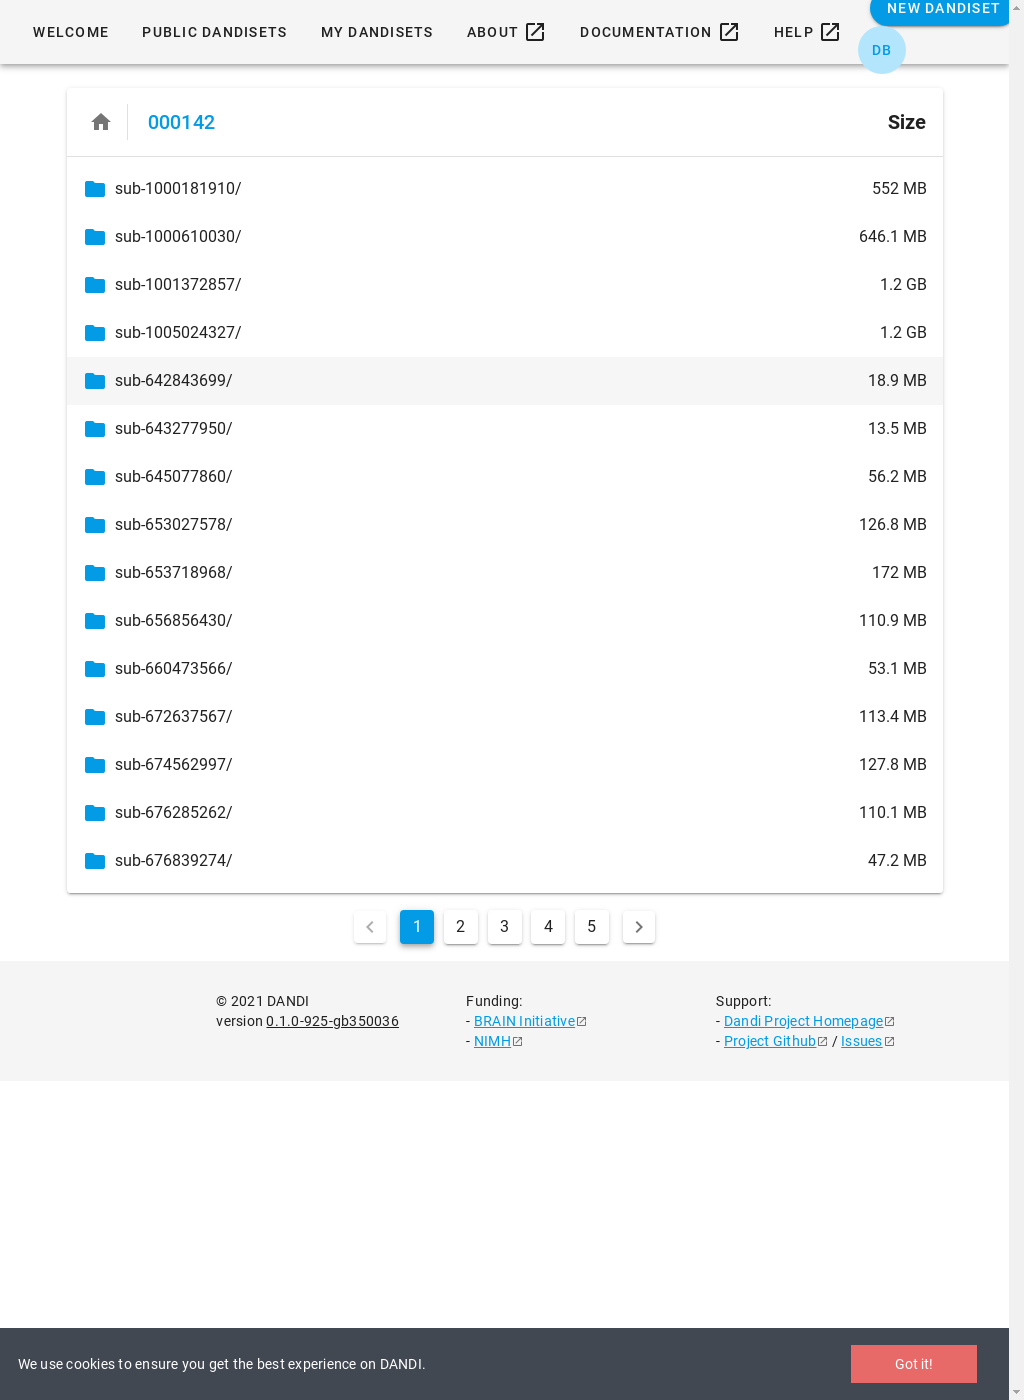 NEW DANDISET
WELCOME PUBLIC DANDISETS MY DANDISETS ABOUT DOCUMENTATION HELP
DB
000142 Size
sub-1000181910/ 552 MB
sub-1000610030/ 646.1 MB
sub-1001372857/ 1.2 GB
sub-1005024327/ 1.2 GB
sub-642843699/ 18.9 MB
sub-643277950/ 13.5 MB
sub-645077860/ 56.2 MB
sub-653027578/ 126.8 MB
sub-653718968/ 172 MB
sub-656856430/ 110.9 MB
sub-660473566/ 53.1 MB
sub-672637567/ 113.4 MB
sub-674562997/ 127.8 MB
sub-676285262/ 110.1 MB
sub-676839274/ 47.2 MB
1 2 3 4 5
© 2021 DANDI
version 0.1.0-925-gb350036
Funding:
- BRAIN Initiative
- NIMH
Support:
- Dandi Project Homepage
- Project Github / Issues
We use cookies to ensure you get the best experience on DANDI.
Got it!